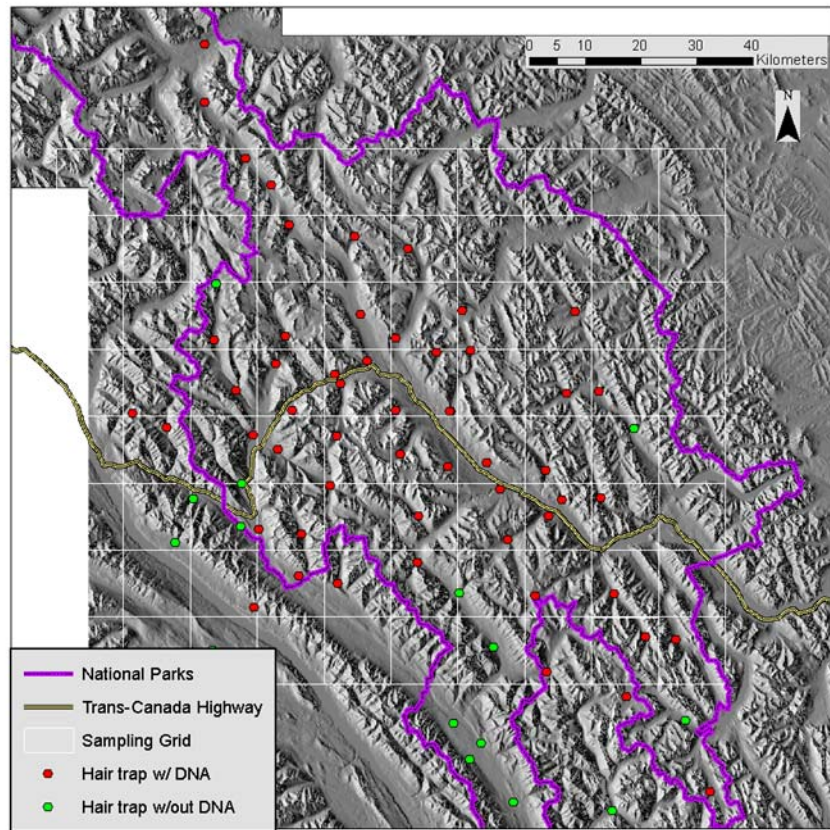 0 5 10 20 30 40
Kilometers
N
National Parks
Trans-Canada Highway
Sampling Grid
Hair trap w/ DNA
Hair trap w/out DNA